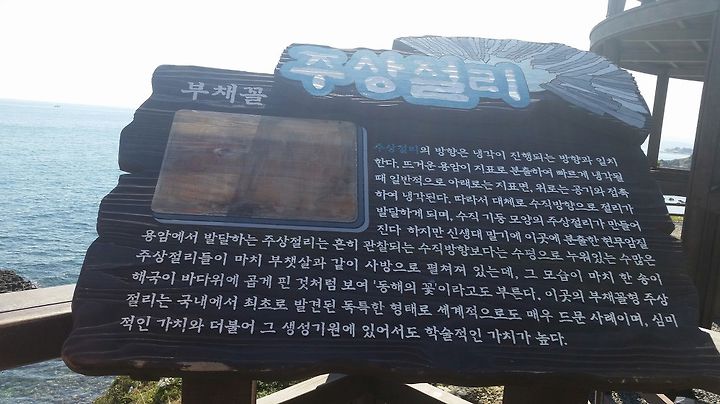 부채꼴
주상절리
주상절리의 방향은 냉각이 진행되는 방향과 일치
한다. 뜨거운 용암이 지표로 분출하여 빠르게 냉각될
때 일반적으로 아래로는 지표면, 위로는 공기와 접촉
하여 냉각된다. 따라서 대체로 수직방향으로 절리가
발달하게 되며, 수직 기둥 모양의 주상절리가 만들어
진다. 하지만 신생대 말기에 이곳에 분출한 현무암질
용암에서 발달하는 주상절리는 흔히 관찰되는 수직방향보다는 수평으로 누워있는 수많은
주상절리들이 마치 부챗살과 같이 사방으로 펼쳐져 있는데, 그 모습이 마치 한 송이
해국이 바다위에 곱게 핀 것처럼 보여 '동해의 꽃'이라고도 부른다. 이곳의 부채꼴형 주상
절리는 국내에서 최초로 발견된 독특한 형태로 세계적으로도 매우 드문 사례이며, 심미
적인 가치와 더불어 그 생성기원에 있어서도 학술적인 가치가 높다.